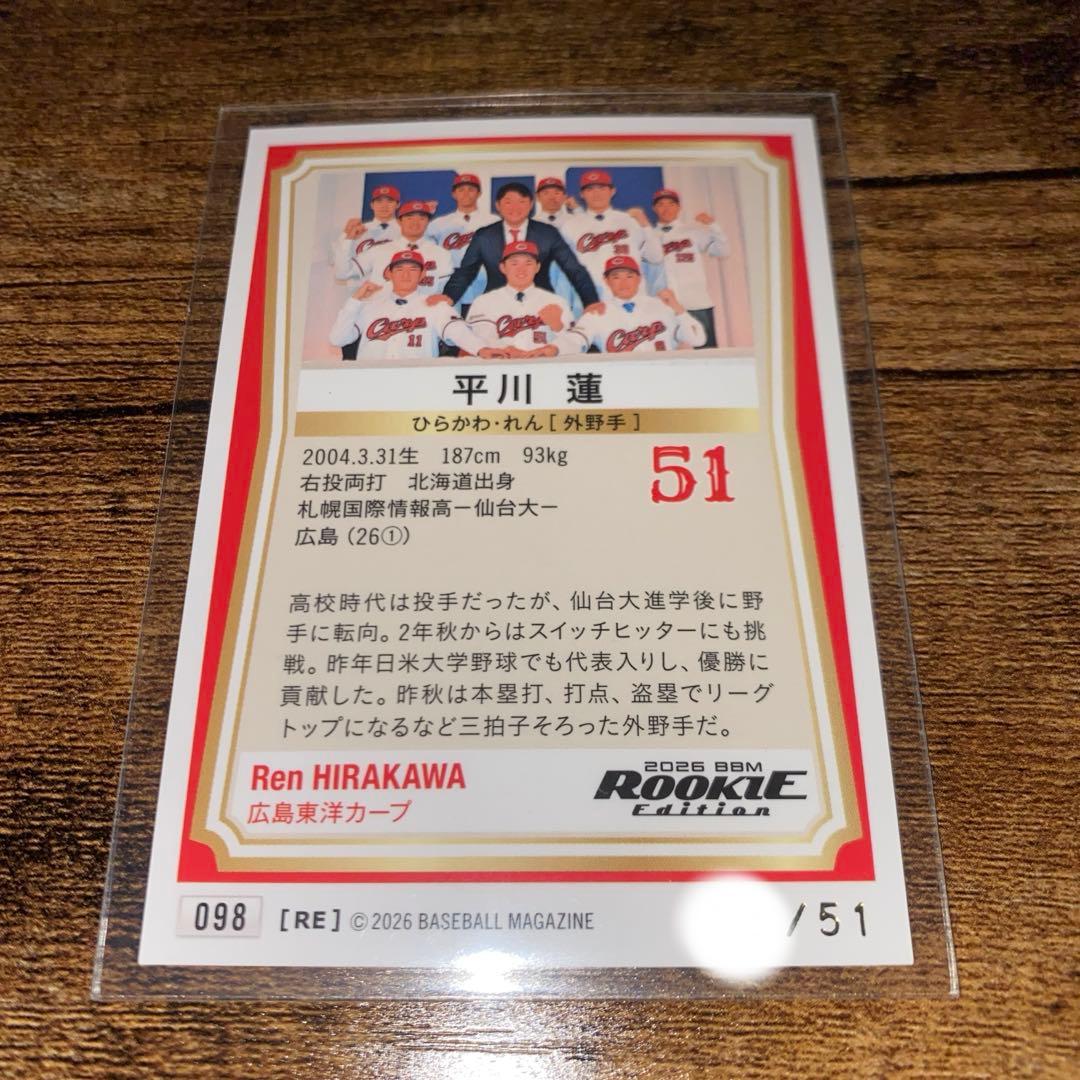 Carp
11
Carp
51
Carp
平川 蓮
ひらかわ・れん [ 外野手 ]
2004.3.31生 187cm 93kg
51
右投両打 北海道出身
札幌国際情報高ー仙台大ー
広島 (26①)
高校時代は投手だったが、仙台大進学後に野
手に転向。2年秋からはスイッチヒッターにも挑
戦。昨年日米大学野球でも代表入りし、優勝に
貢献した。昨秋は本塁打、打点、盗塁でリーグ
トップになるなど三拍子そろった外野手だ。
Ren HIRAKAWA
広島東洋カープ
2026 BBM
ROOKIE
Edition
098 [RE] ©2026 BASEBALL MAGAZINE /51